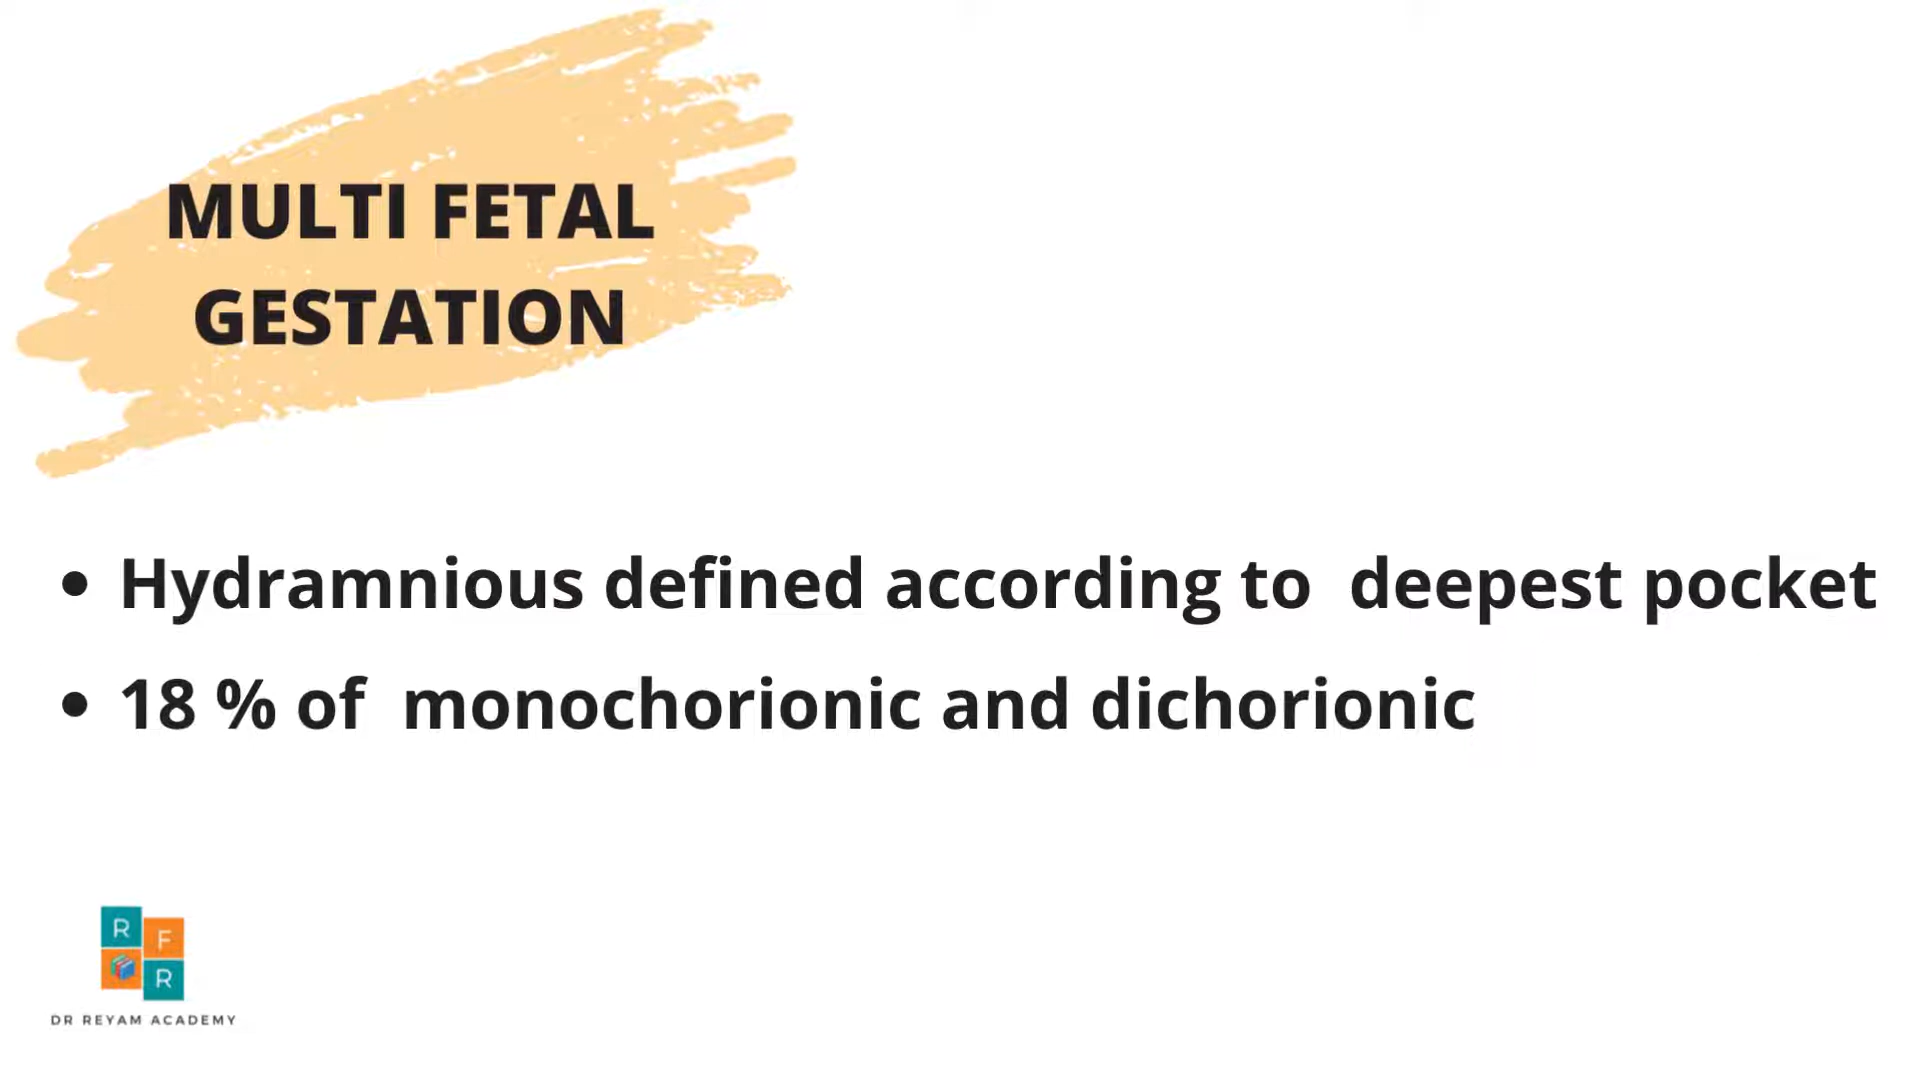 MULTI FETAL
GESTATION
• Hydramnious defined according to deepest pocket
• 18 % of monochorionic and dichorionic
R
F
R
DR REYAM ACADEMY